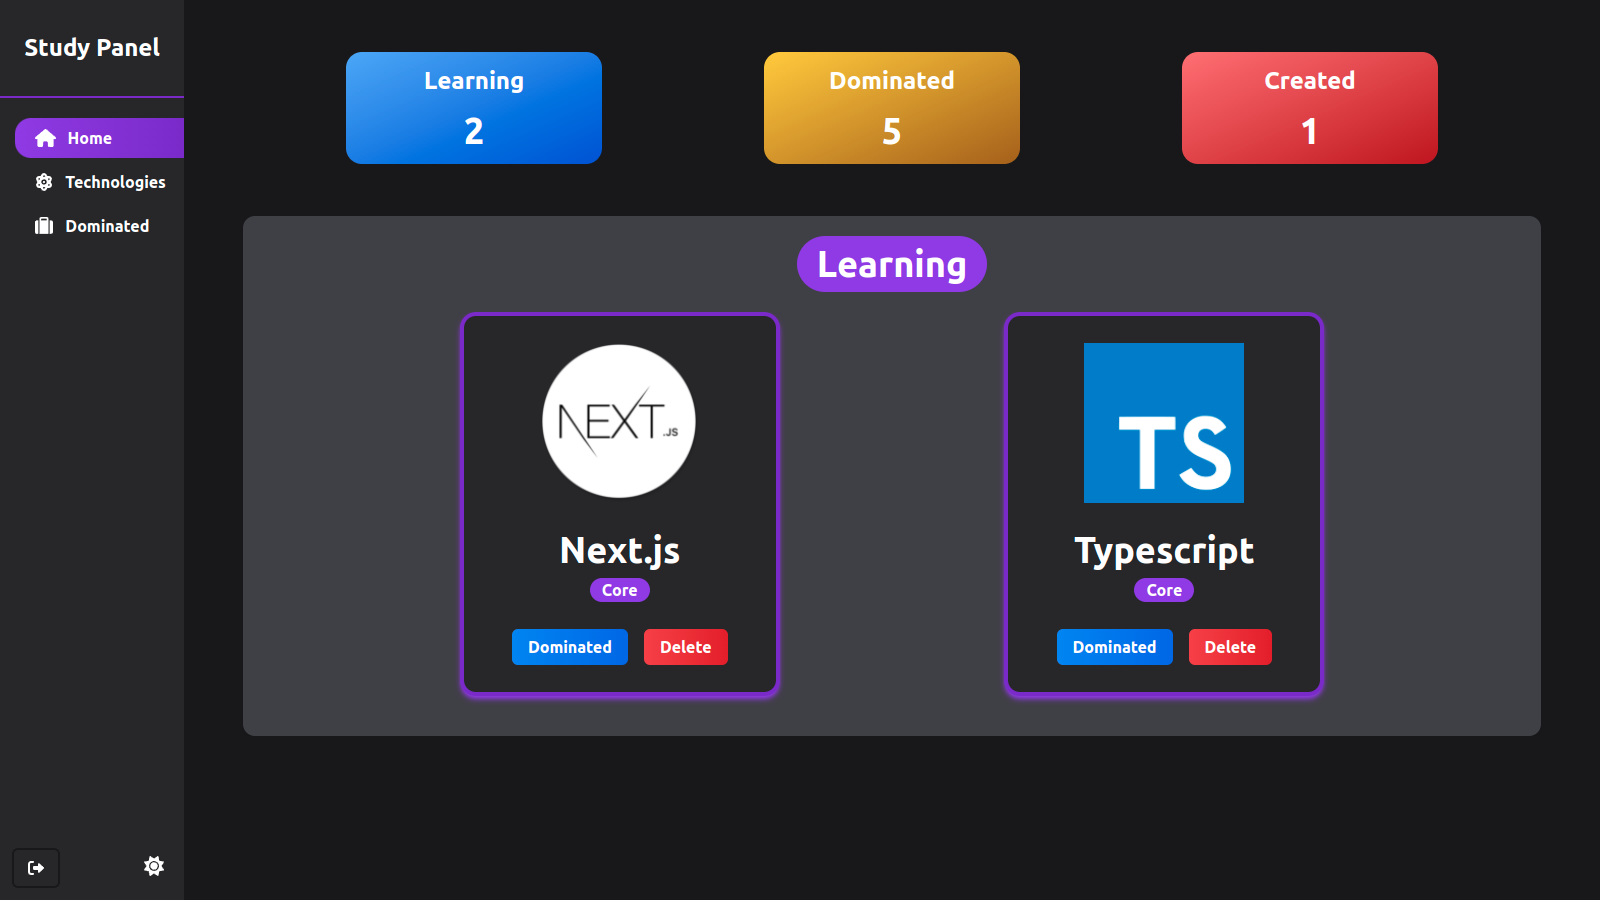 Study Panel
Home
Technologies
Dominated
Learning
2
Dominated
5
Created
1
Learning
NEXT.JS
Next.js
Core
Dominated Delete
TS
Typescript
Core
Dominated Delete